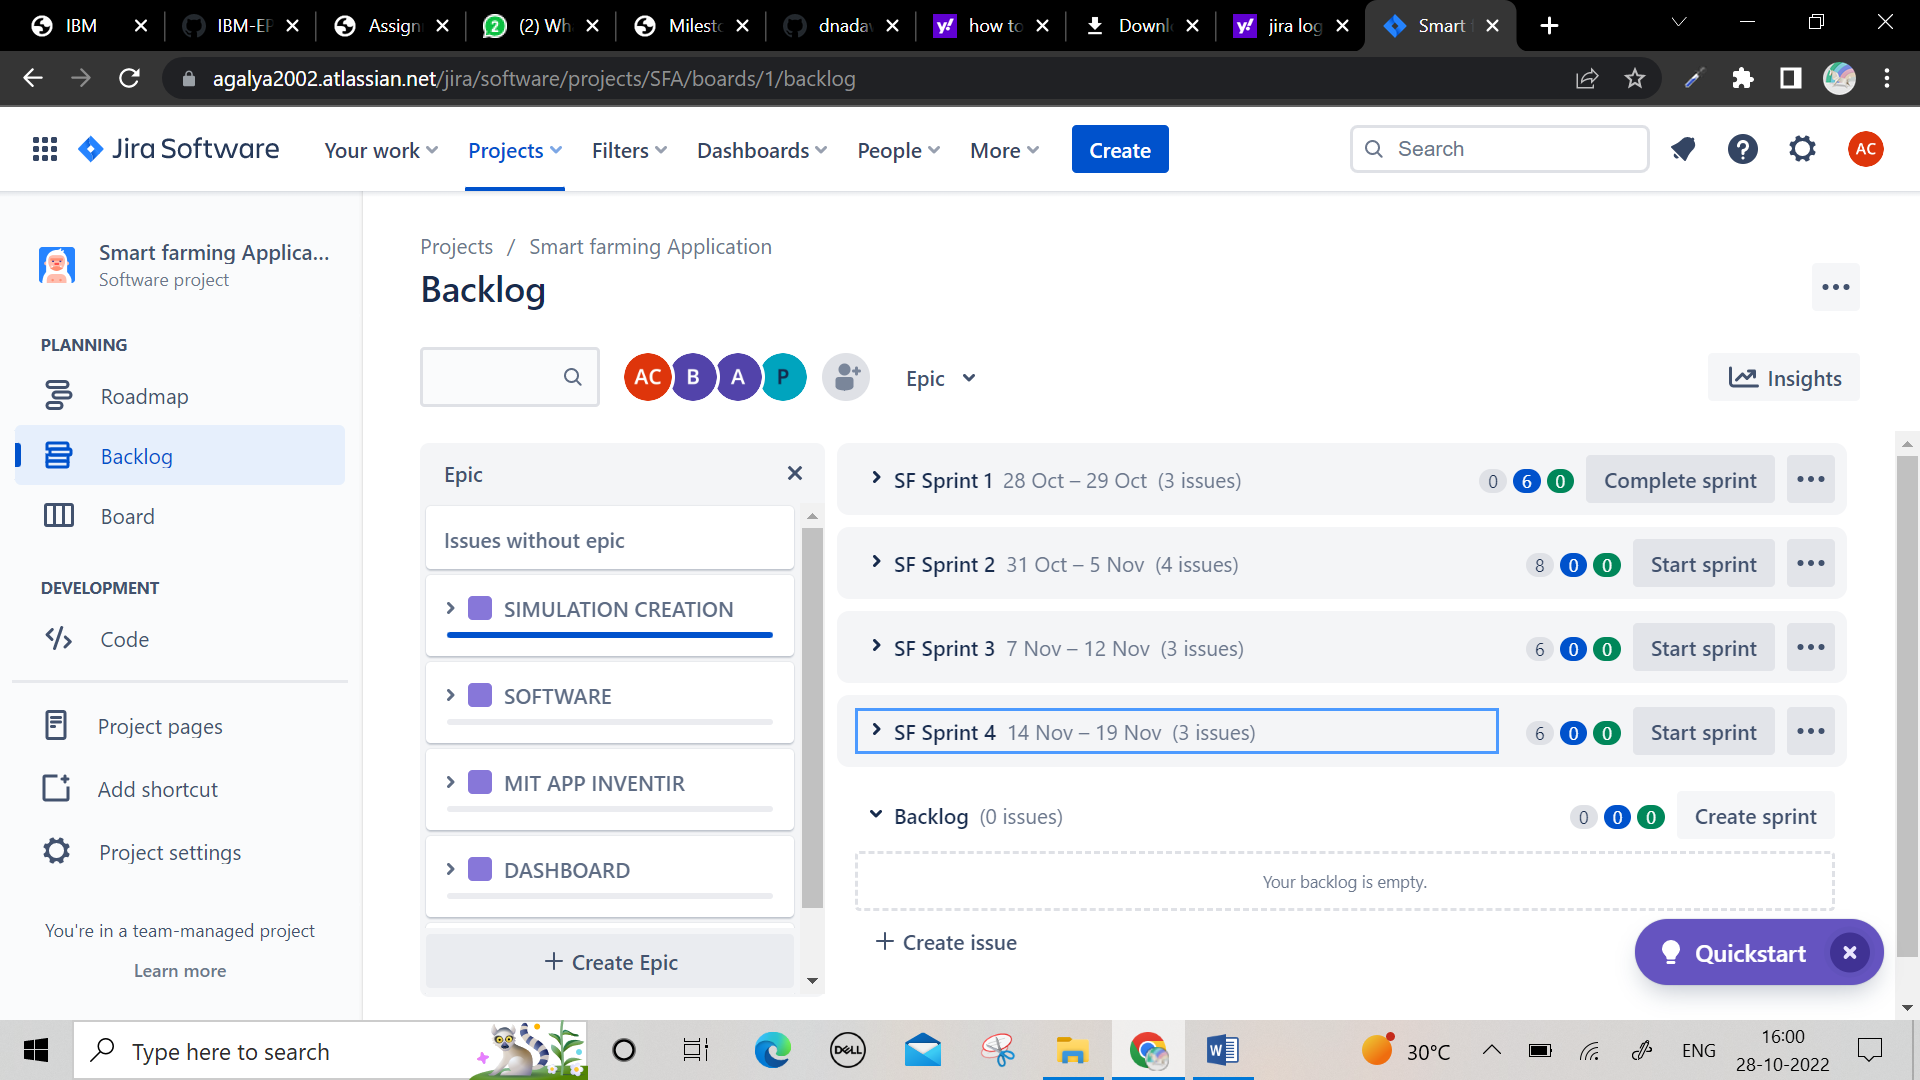 IBM
IBM-EP
Assign
(2) Wh
Milesto
dnadav
how to
Downl
jira log
Smart f
agalya2002.atlassian.net/jira/software/projects/SFA/boards/1/backlog
Jira Software
Your work
Projects
Filters
Dashboards
People
More
Create
Search
AC
Smart farming Applica...
Software project
PLANNING
Roadmap
Backlog
Board
DEVELOPMENT
Code
Project pages
Add shortcut
Project settings
You're in a team-managed project
Learn more
Projects / Smart farming Application
Backlog
AC B A P
Epic
Insights
Epic
Issues without epic
SIMULATION CREATION
SOFTWARE
MIT APP INVENTIR
DASHBOARD
+ Create Epic
SF Sprint 1 28 Oct – 29 Oct (3 issues) 0 6 0 Complete sprint
SF Sprint 2 31 Oct – 5 Nov (4 issues) 8 0 0 Start sprint
SF Sprint 3 7 Nov – 12 Nov (3 issues) 6 0 0 Start sprint
SF Sprint 4 14 Nov – 19 Nov (3 issues) 6 0 0 Start sprint
Backlog (0 issues) 0 0 0 Create sprint
Your backlog is empty.
+ Create issue
Quickstart
Type here to search
DELL
30°C
ENG
16:00
28-10-2022